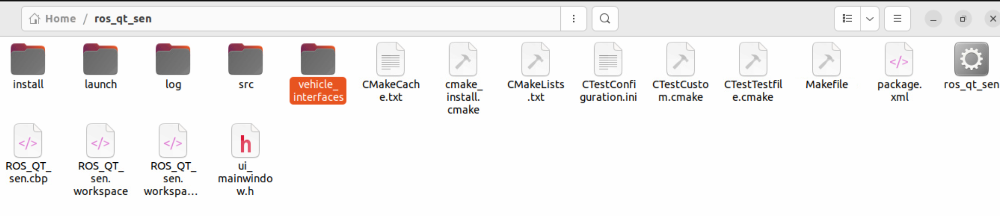 Home / ros_qt_sen
install
launch
log
src
vehicle_
interfaces
CMakeCach
e.txt
cmake_
install.
cmake
CMakeLists
.txt
CTestConfi
guration.ini
CTestCusto
m.cmake
CTestTestfil
e.cmake
Makefile
package.
xml
ros_qt_sen
ROS_QT_
sen.cbp
ROS_QT_
sen.
workspace
ROS_QT_
sen.
workspa...
h
ui_
mainwindo
w.h